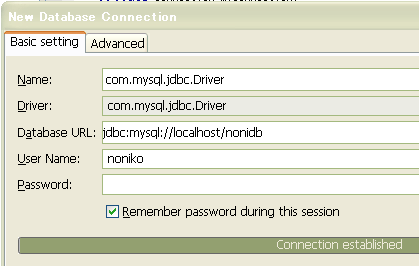 New Database Connection
Basic setting
Advanced
Name: com.mysql.jdbc.Driver
Driver: com.mysql.jdbc.Driver
Database URL: jdbc:mysql://localhost/nonidb
User Name: noniko
Password:
Remember password during this session
Connection established